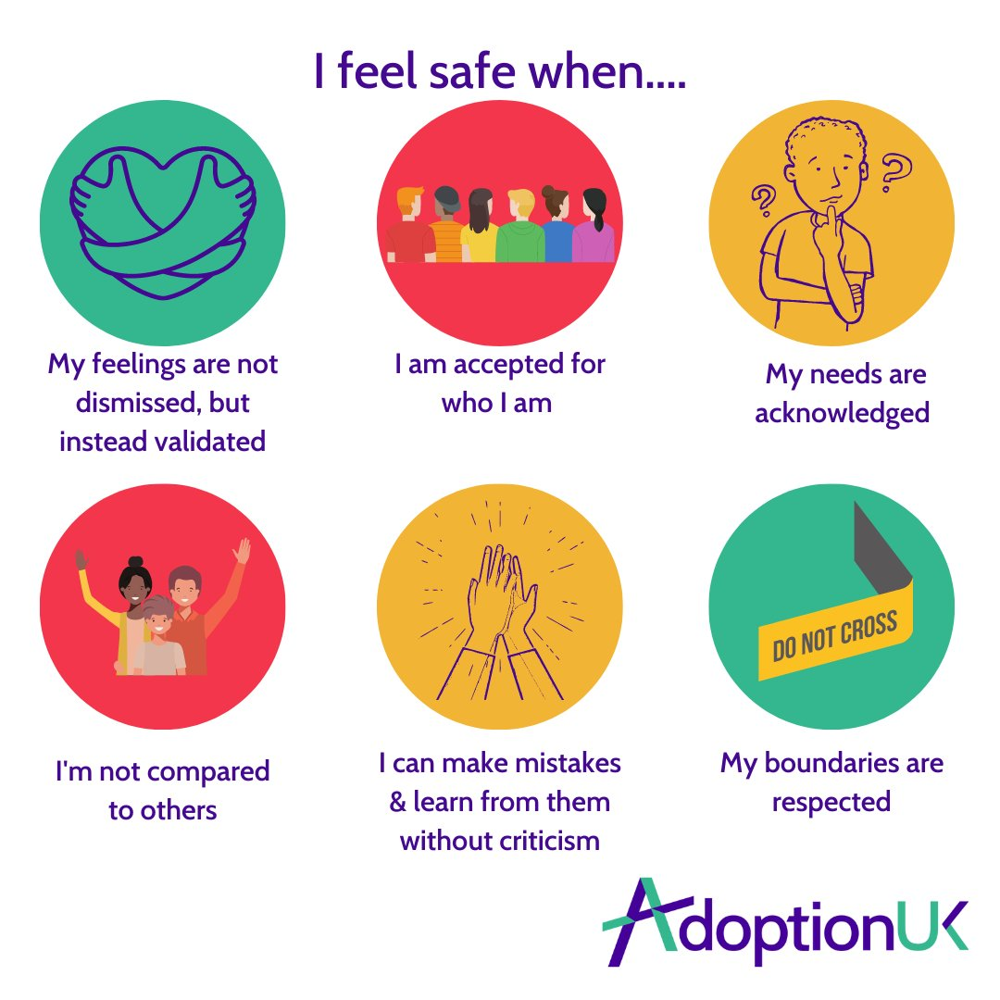 I feel safe when....
My feelings are not
dismissed, but
instead validated
I am accepted for
who I am
?
?
My needs are
acknowledged
I'm not compared
to others
I can make mistakes
& learn from them
without criticism
DO NOT CROSS
My boundaries are
respected
AdoptionUK